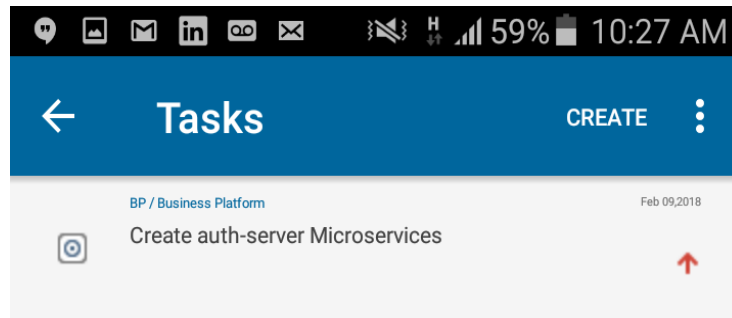 H 59% 10:27 AM
Tasks CREATE
BP / Business Platform Feb 09,2018
Create auth-server Microservices